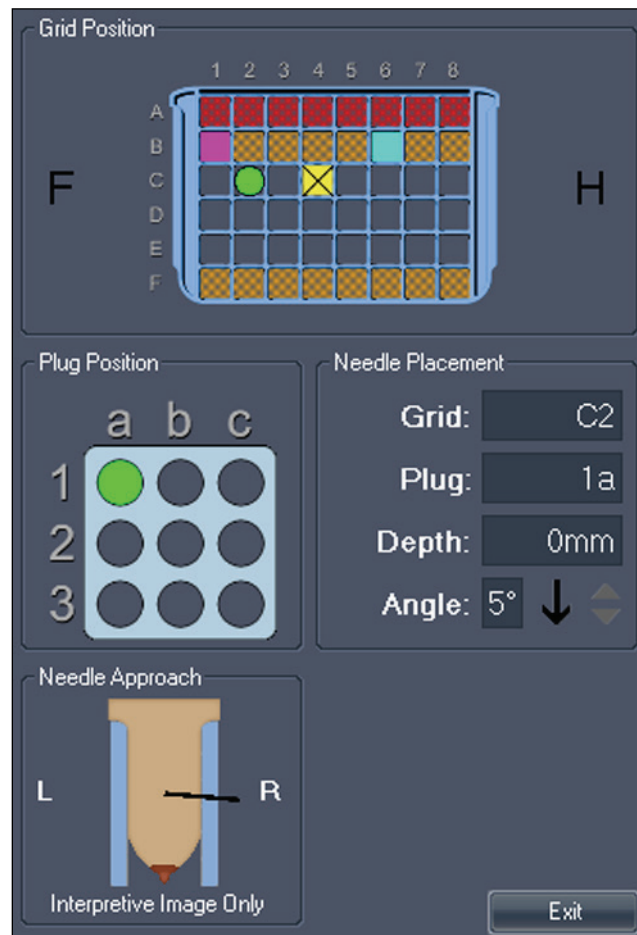 Grid Position
1 2 3 4 5 6 7 8
A
B
C
F H
D
E
F
Plug Position
a b c
1
2
3
Needle Placement
Grid: C2
Plug: 1a
Depth: 0mm
Angle: 5°
Needle Approach
L R
Interpretive Image Only
Exit